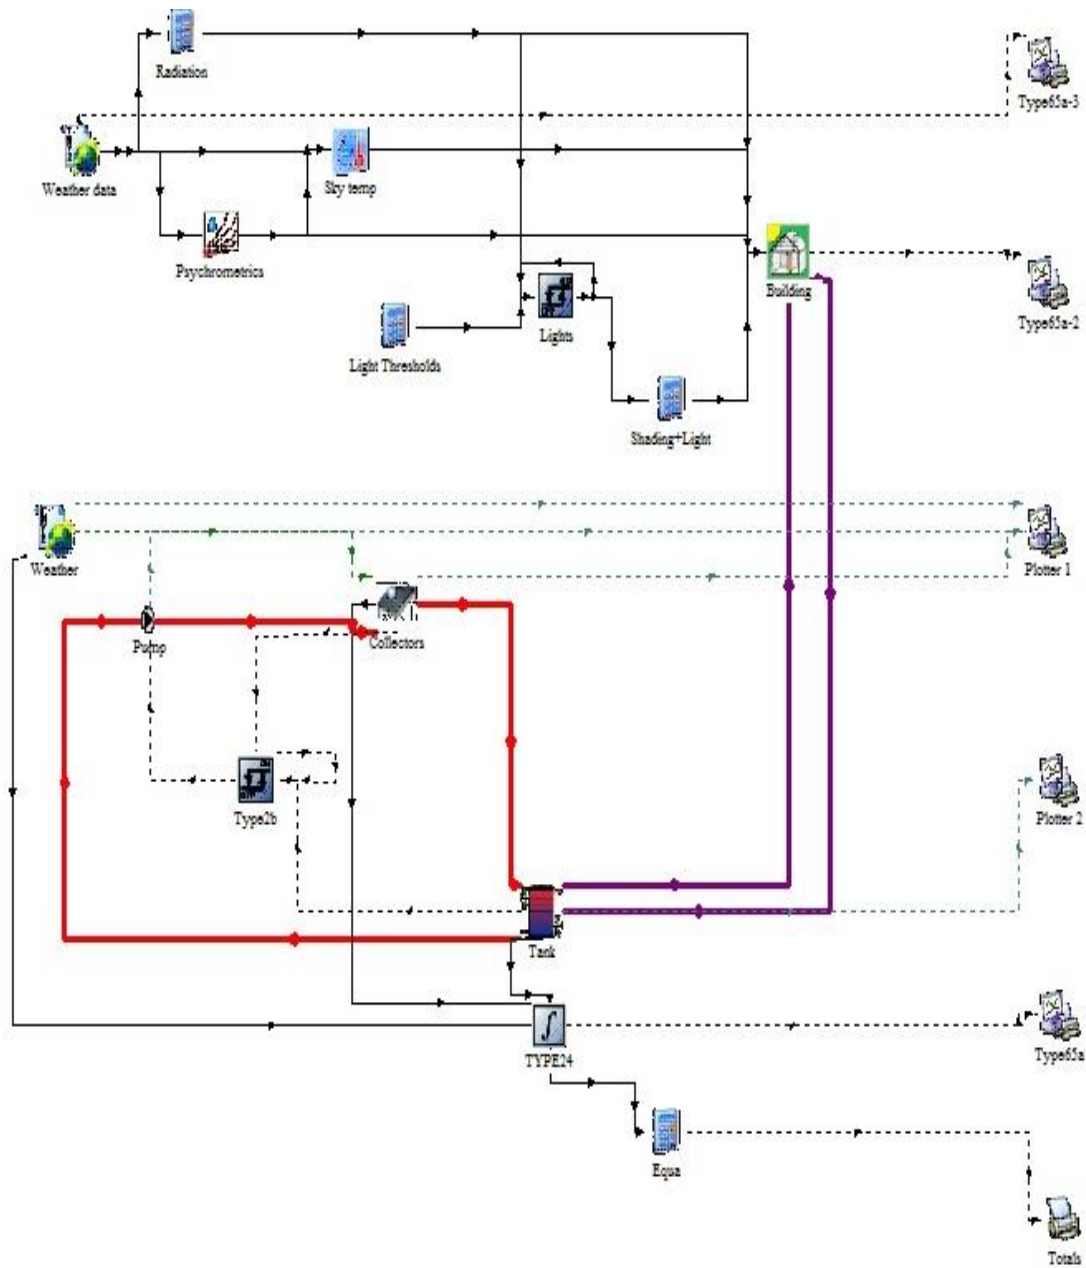 Radiation
Type65a-3
Weather data
Sky temp
Psychrometrics
Building
Type65a-2
Lights
Light Thresholds
Shading+Light
Weather
Plotter 1
Collectors
Pump
Type2b
Plotter 2
Tank
TYPE24
Type65a
Equa
Totals